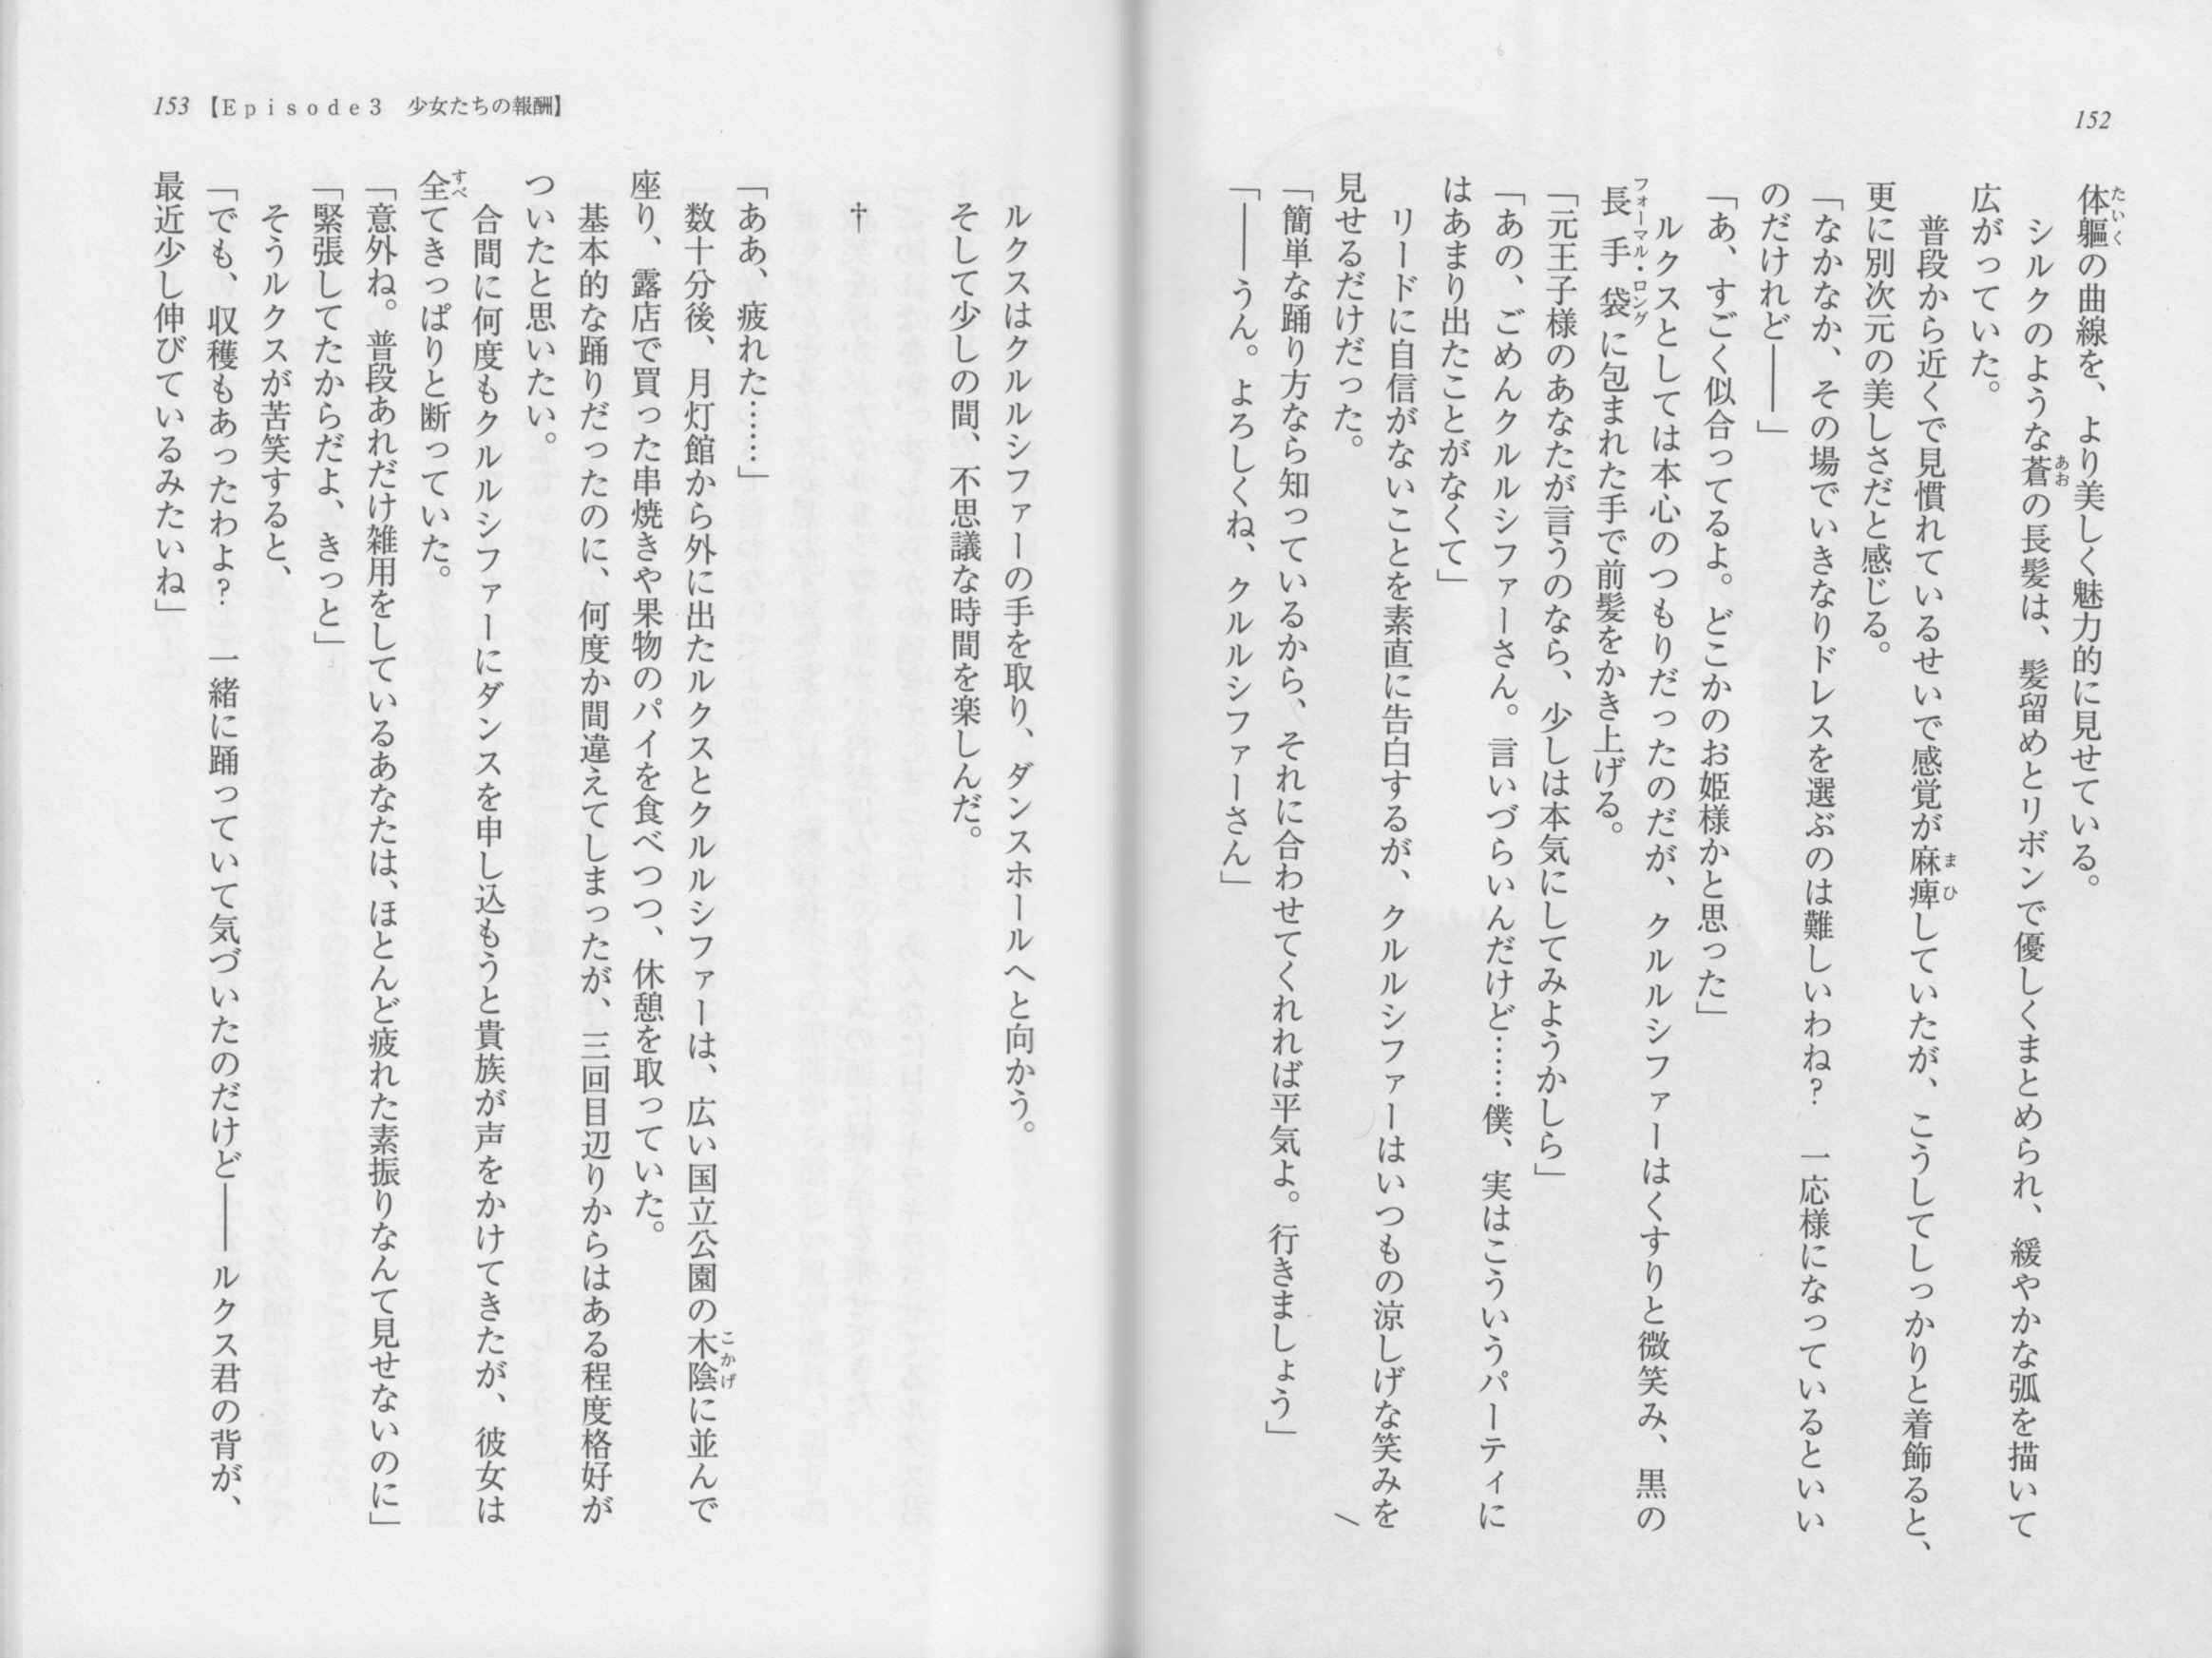 152
体軀の曲線を、より美しく魅力的に見せている。
シルクのような蒼の長髪は、髪留めとリボンで優しくまとめられ、緩やかな弧を描いて
広がっていた。
普段から近くで見慣れているせいで感覚が麻痺していたが、こうしてしっかりと着飾ると、
更に別次元の美しさだと感じる。
「なかなか、その場でいきなりドレスを選ぶのは難しいわね？　一応様になっているといい
のだけれど――」
「あ、すごく似合ってるよ。どこかのお姫様かと思った」
ルクスとしては本心のつもりだったのだが、クルルシファーはくすりと微笑み、黒の
長手袋に包まれた手で前髪をかき上げる。
「元王子様のあなたが言うのなら、少しは本気にしてみようかしら」
「あの、ごめんクルルシファーさん。言いづらいんだけど……僕、実はこういうパーティに
はあまり出たことがなくて」
リードに自信がないことを素直に告白するが、クルルシファーはいつもの涼しげな笑みを
見せるだけだった。
「簡単な踊り方なら知っているから、それに合わせてくれれば平気よ。行きましょう」
「――うん。よろしくね、クルルシファーさん」
153【Episode3　少女たちの報酬】
ルクスはクルルシファーの手を取り、ダンスホールへと向かう。
そして少しの間、不思議な時間を楽しんだ。
†
「ああ、疲れた……」
数十分後、月灯館から外に出たルクスとクルルシファーは、広い国立公園の木陰に並んで
座り、露店で買った串焼きや果物のパイを食べつつ、休憩を取っていた。
基本的な踊りだったのに、何度か間違えてしまったが、三回目辺りからはある程度格好が
ついたと思いたい。
合間に何度もクルルシファーにダンスを申し込もうと貴族が声をかけてきたが、彼女は
全てきっぱりと断っていた。
「意外ね。普段あれだけ雑用をしているあなたは、ほとんど疲れた素振りなんて見せないのに」
「緊張してたからだよ、きっと」
そうルクスが苦笑すると、
「でも、収穫もあったわよ？　一緒に踊っていて気づいたのだけど――ルクス君の背が、
最近少し伸びているみたいね」
たいく
あお
まひ
フォーマル・ロング
こかげ
すべ